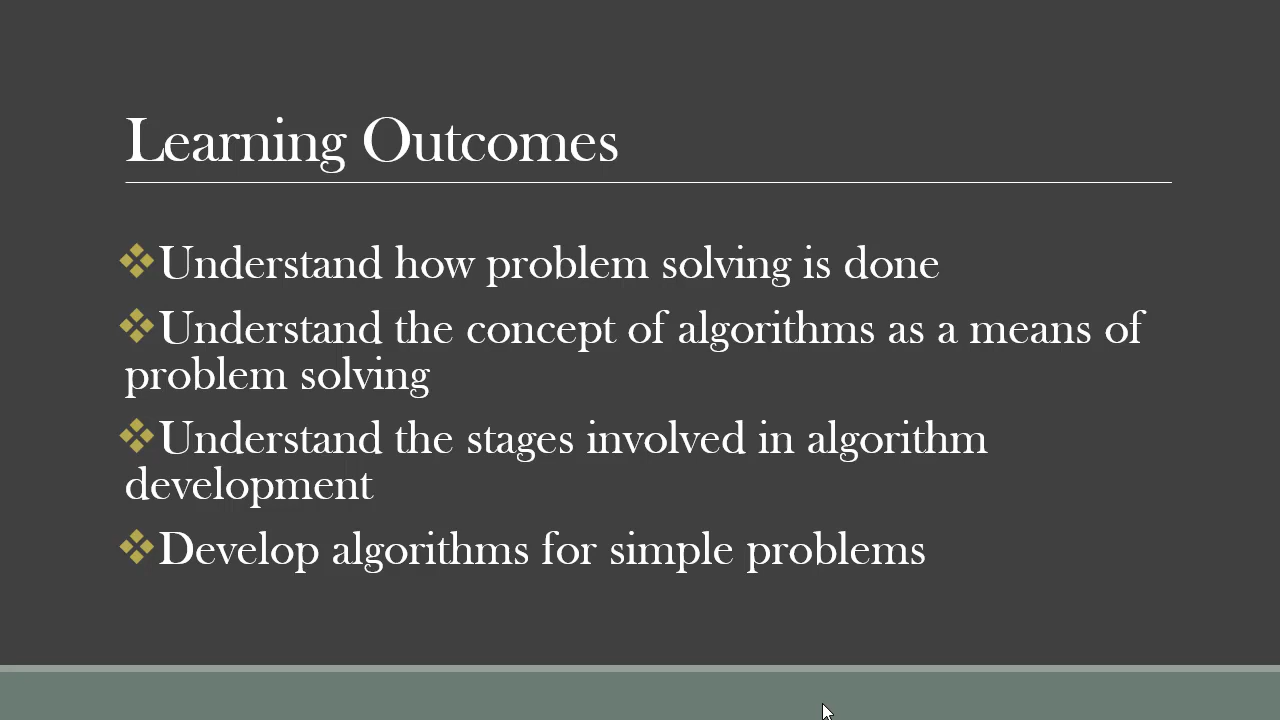 Learning Outcomes
❖Understand how problem solving is done
❖Understand the concept of algorithms as a means of
problem solving
❖Understand the stages involved in algorithm
development
❖Develop algorithms for simple problems